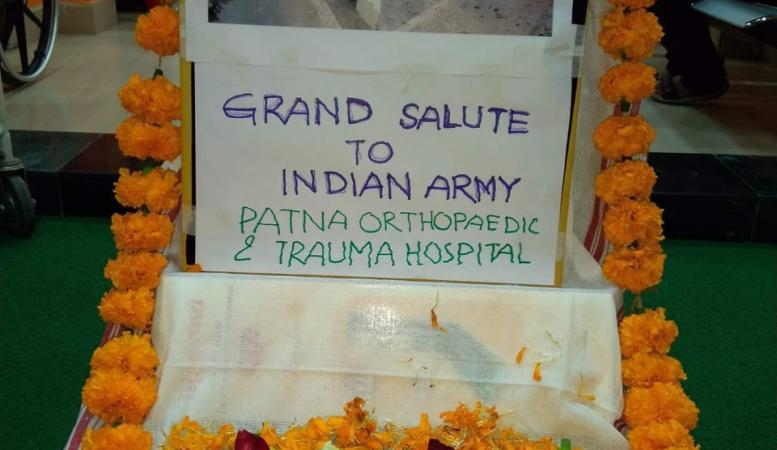 GRAND SALUTE
TO
INDIAN ARMY
PATNA ORTHOPAEDIC
& TRAUMA HOSPITAL